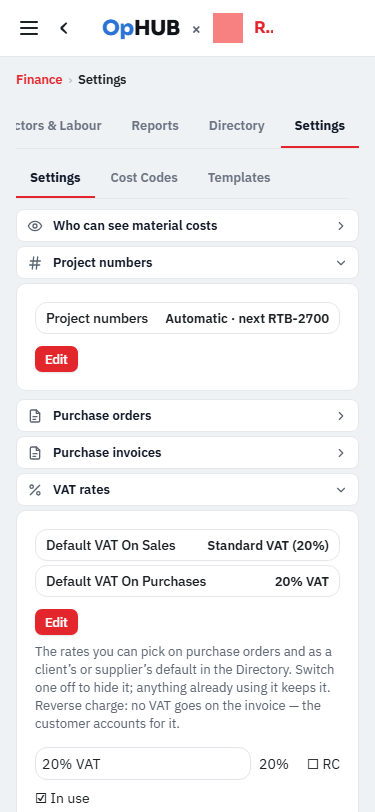 OpHUB × R..
Finance › Settings
ctors & Labour Reports Directory Settings
Settings Cost Codes Templates
Who can see material costs
Project numbers
Project numbers Automatic · next RTB-2700
Edit
Purchase orders
Purchase invoices
VAT rates
Default VAT On Sales Standard VAT (20%)
Default VAT On Purchases 20% VAT
Edit
The rates you can pick on purchase orders and as a
client’s or supplier’s default in the Directory. Switch
one off to hide it; anything already using it keeps it.
Reverse charge: no VAT goes on the invoice — the
customer accounts for it.
20% VAT 20% RC
In use